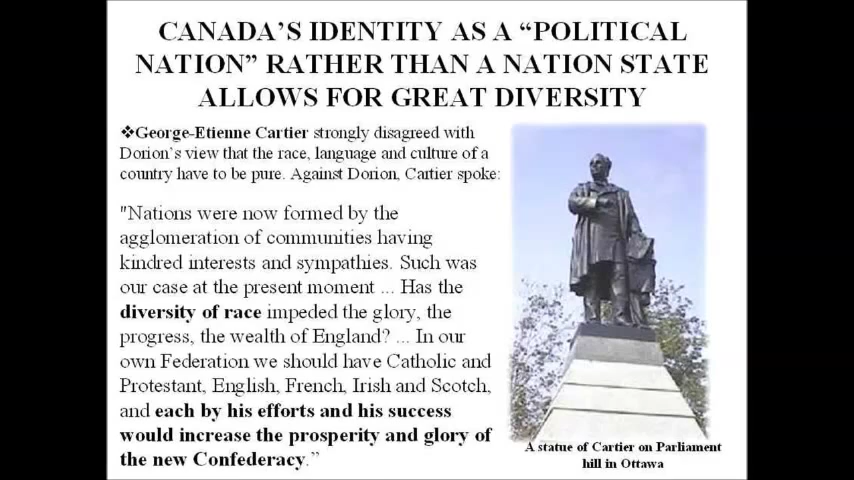 CANADA'S IDENTITY AS A “POLITICAL
NATION” RATHER THAN A NATION STATE
ALLOWS FOR GREAT DIVERSITY
❖George-Etienne Cartier strongly disagreed with
Dorion's view that the race, language and culture of a
country have to be pure. Against Dorion, Cartier spoke:
"Nations were now formed by the
agglomeration of communities having
kindred interests and sympathies. Such was
our case at the present moment ... Has the
diversity of race impeded the glory, the
progress, the wealth of England? ... In our
own Federation we should have Catholic and
Protestant, English, French, Irish and Scotch,
and each by his efforts and his success
would increase the prosperity and glory of
the new Confederacy.”
A statue of Cartier on Parliament
hill in Ottawa